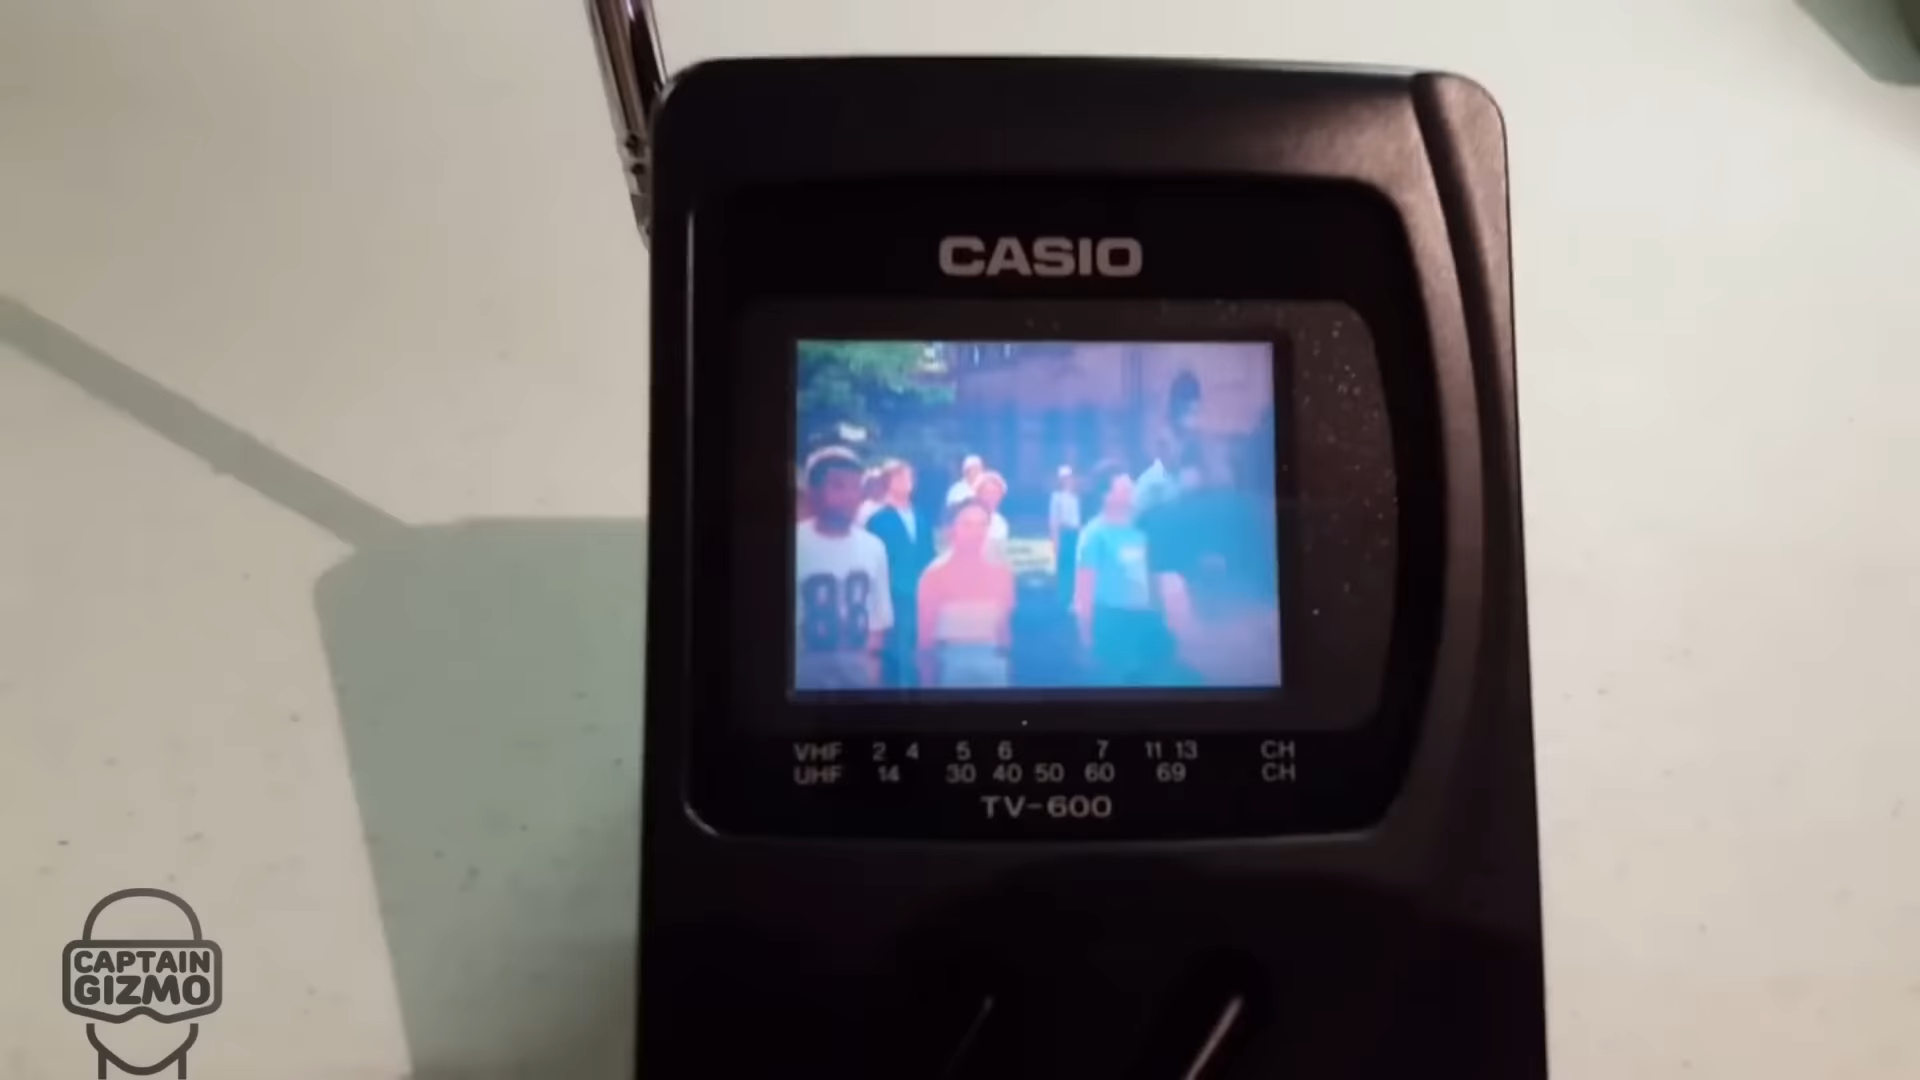 CASIO
88
VHF 2 4 5 6 7 11 13 CH
UHF 14 30 40 50 60 69 CH
TV-600
CAPTAIN
GIZMO